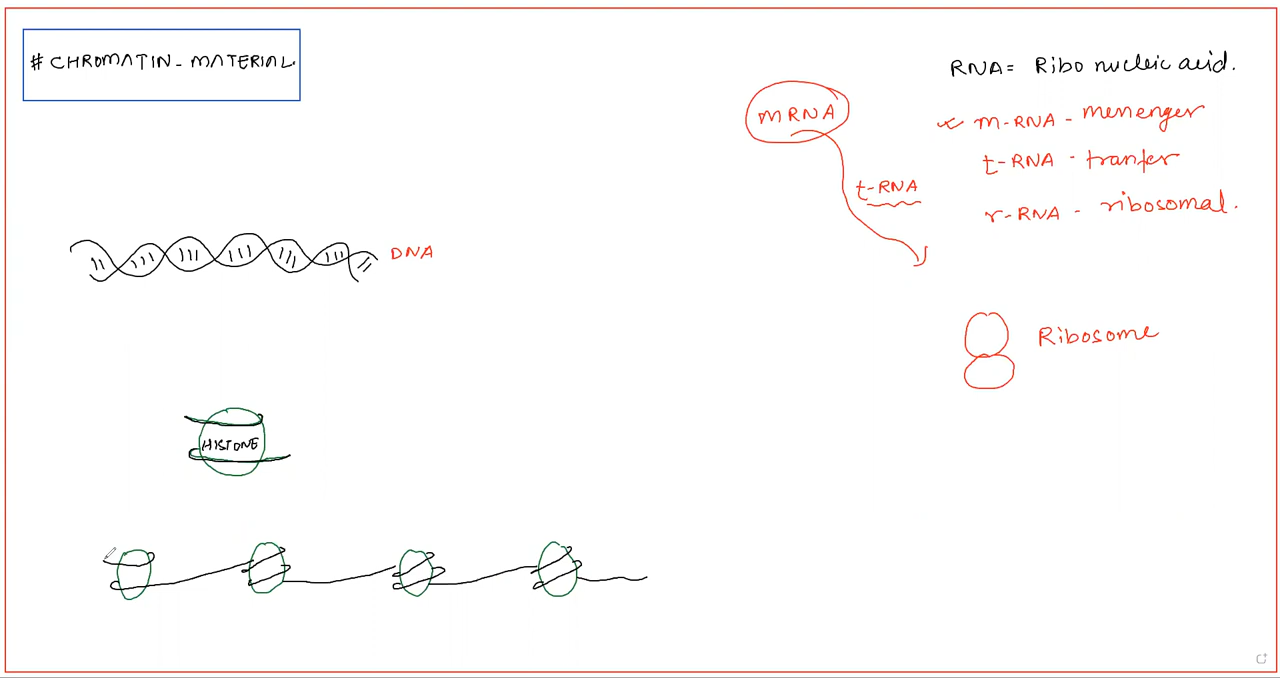 # CHROMATIN - MATERIAL
RNA = Ribo nucleic acid.
mRNA
m-RNA - menenger
t-RNA - tranfer
t-RNA
r-RNA - ribosomal.
DNA
Ribosome
HISTONE